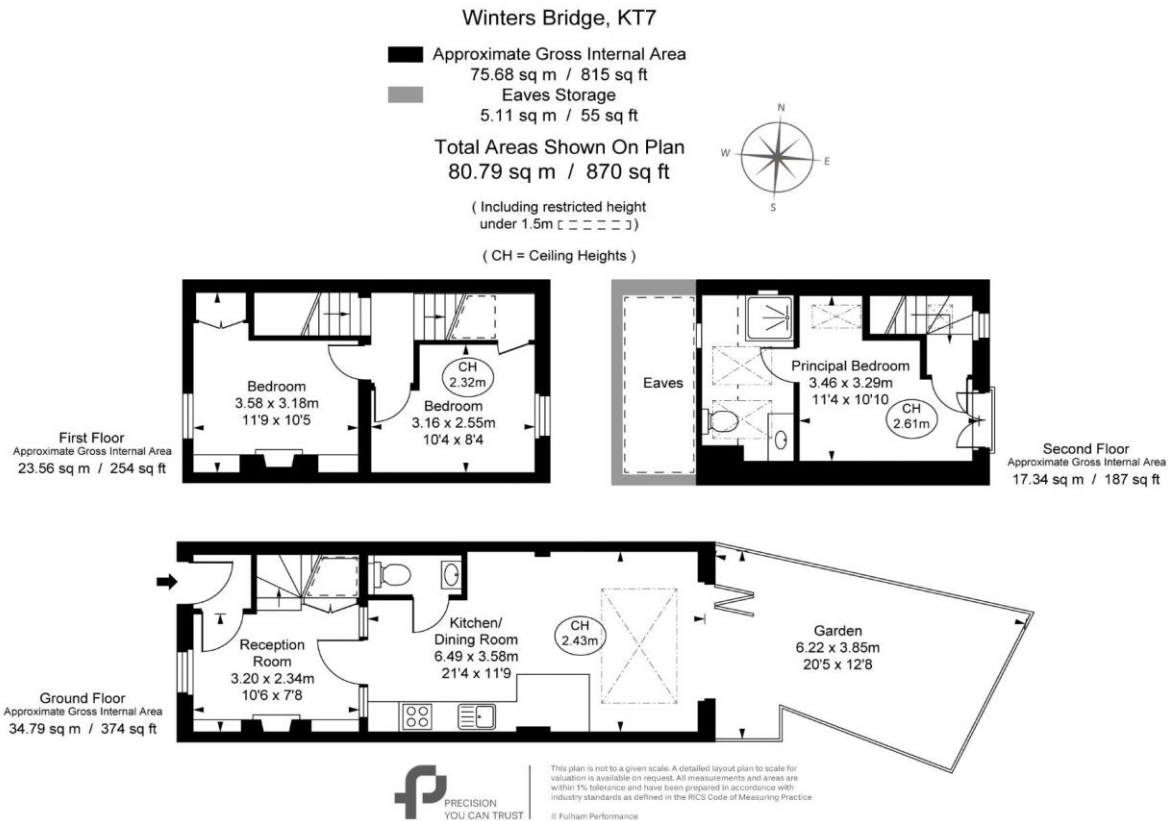 Winters Bridge, KT7
Approximate Gross Internal Area
75.68 sq m / 815 sq ft
Eaves Storage
5.11 sq m / 55 sq ft
Total Areas Shown On Plan
80.79 sq m / 870 sq ft
( Including restricted height
under 1.5m )
( CH = Ceiling Heights )
N
W
E
S
Bedroom
3.58 x 3.18m
11'9 x 10'5
CH
2.32m
Bedroom
3.16 x 2.55m
10'4 x 8'4
First Floor
Approximate Gross Internal Area
23.56 sq m / 254 sq ft
Eaves
Principal Bedroom
3.46 x 3.29m
11'4 x 10'10
CH
2.61m
Second Floor
Approximate Gross Internal Area
17.34 sq m / 187 sq ft
Reception
Room
3.20 x 2.34m
10'6 x 7'8
Kitchen/
Dining Room
6.49 x 3.58m
21'4 x 11'9
CH
2.43m
Garden
6.22 x 3.85m
20'5 x 12'8
Ground Floor
Approximate Gross Internal Area
34.79 sq m / 374 sq ft
PRECISION
YOU CAN TRUST
This plan is not to a given scale. A detailed layout plan to scale for
valuation is available on request. All measurements and areas are
within 1% tolerance and have been prepared in accordance with
industry standards as defined in the RICS Code of Measuring Practice
© Fulham Performance